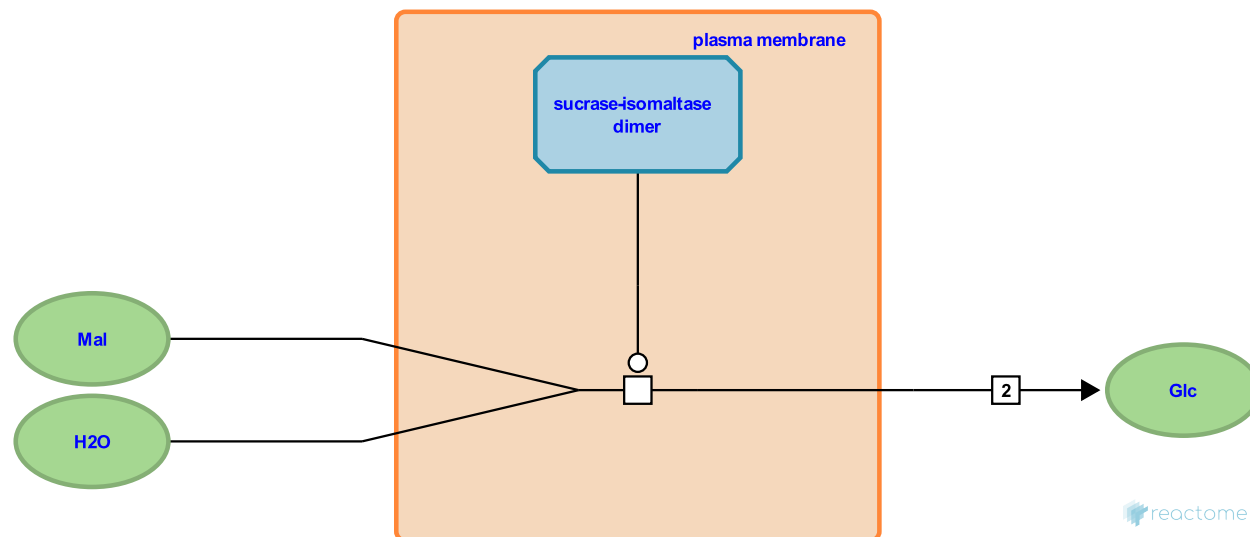 plasma membrane
sucrase-isomaltase
dimer
Mal
H2O
2
Glc
reactome